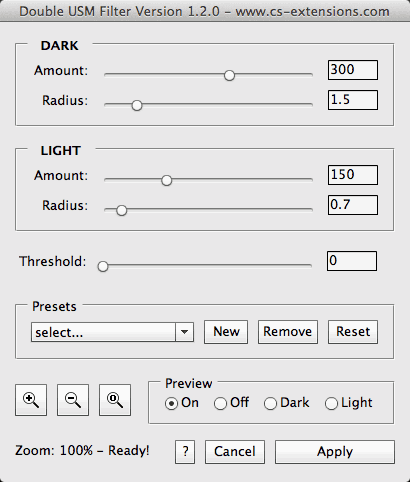 Double USM Filter Version 1.2.0 - www.cs-extensions.com
DARK
Amount: 300
Radius: 1.5
LIGHT
Amount: 150
Radius: 0.7
Threshold: 0
Presets
select... New Remove Reset
Preview
On Off Dark Light
Zoom: 100% - Ready! ? Cancel Apply